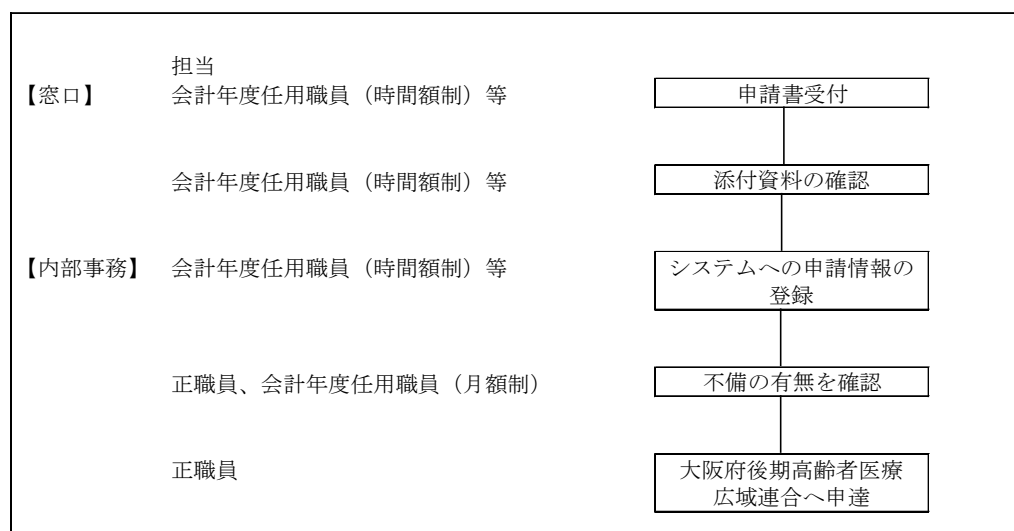 担当
【窓口】 会計年度任用職員（時間額制）等 申請書受付
会計年度任用職員（時間額制）等 添付資料の確認
【内部事務】 会計年度任用職員（時間額制）等 システムへの申請情報の
登録
正職員、会計年度任用職員（月額制） 不備の有無を確認
正職員 大阪府後期高齢者医療
広域連合へ申達